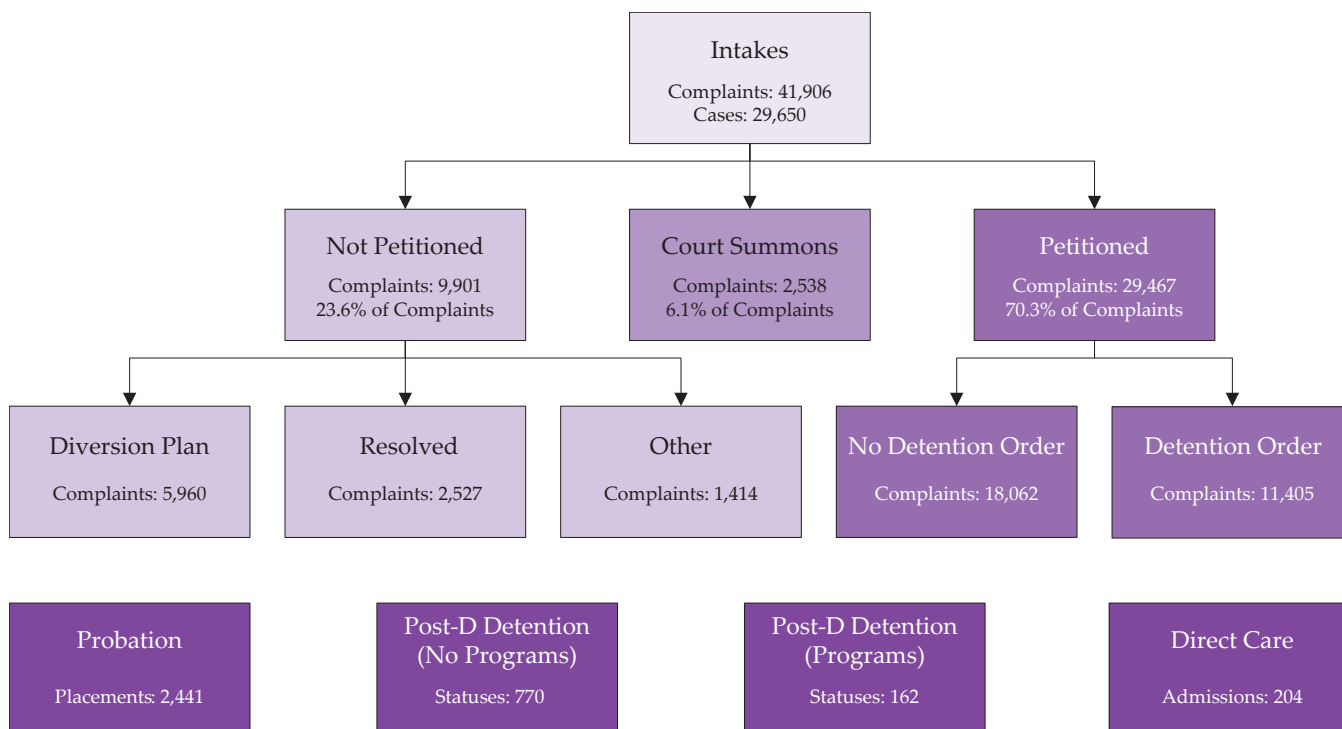 Intakes
Complaints: 41,906
Cases: 29,650
Not Petitioned
Complaints: 9,901
23.6% of Complaints
Court Summons
Complaints: 2,538
6.1% of Complaints
Petitioned
Complaints: 29,467
70.3% of Complaints
Diversion Plan
Complaints: 5,960
Resolved
Complaints: 2,527
Other
Complaints: 1,414
No Detention Order
Complaints: 18,062
Detention Order
Complaints: 11,405
Probation
Placements: 2,441
Post-D Detention
(No Programs)
Statuses: 770
Post-D Detention
(Programs)
Statuses: 162
Direct Care
Admissions: 204